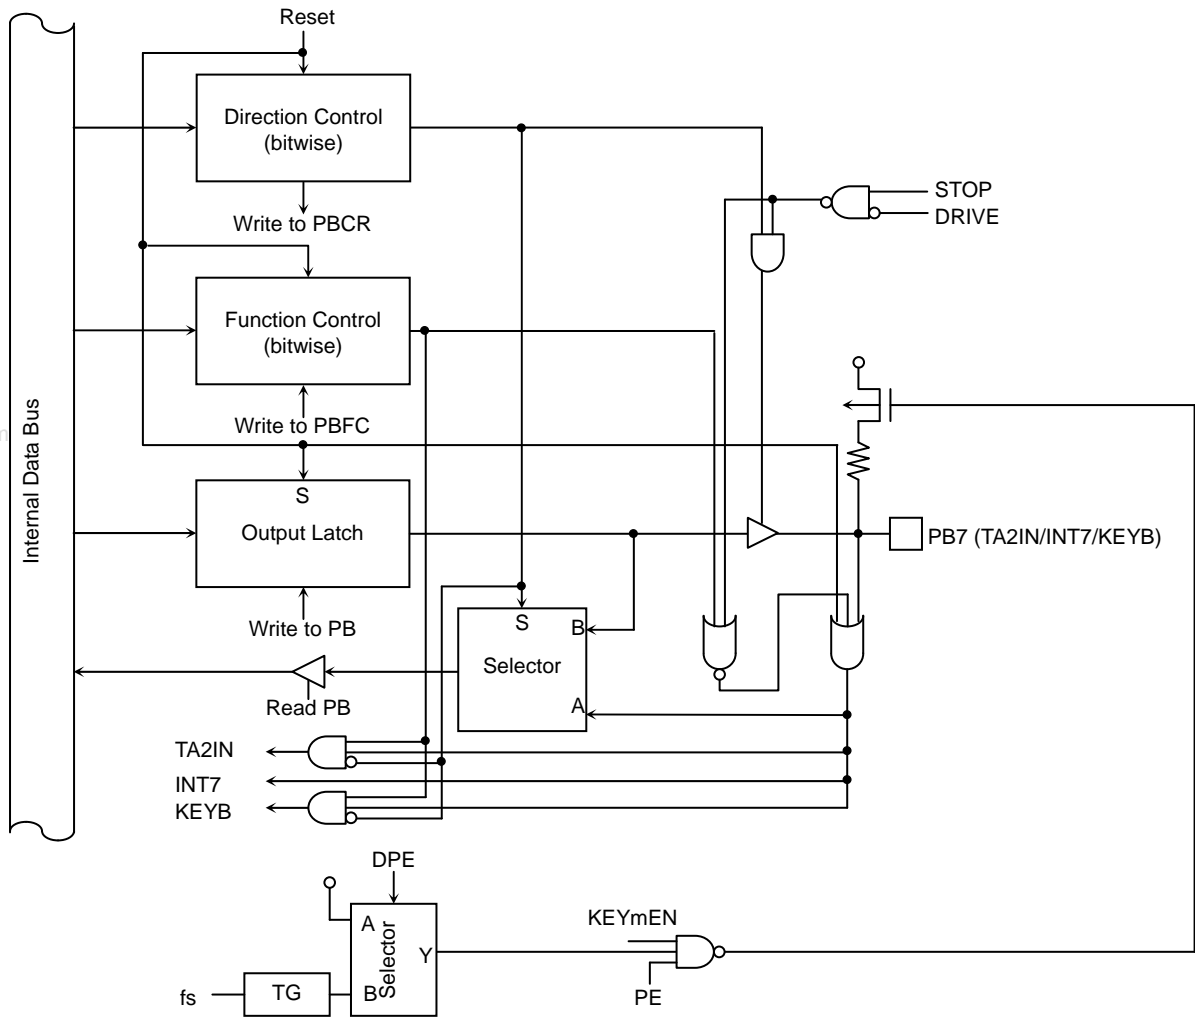 Reset
Direction Control
(bitwise)
STOP
DRIVE
Write to PBCR
Function Control
(bitwise)
Write to PBFC
Internal Data Bus
m
S
Output Latch
PB7 (TA2IN/INT7/KEYB)
Write to PB
S
B
Selector
A
Read PB
TA2IN
INT7
KEYB
DPE
A
Selector
Y
B
KEYmEN
PE
fs
TG